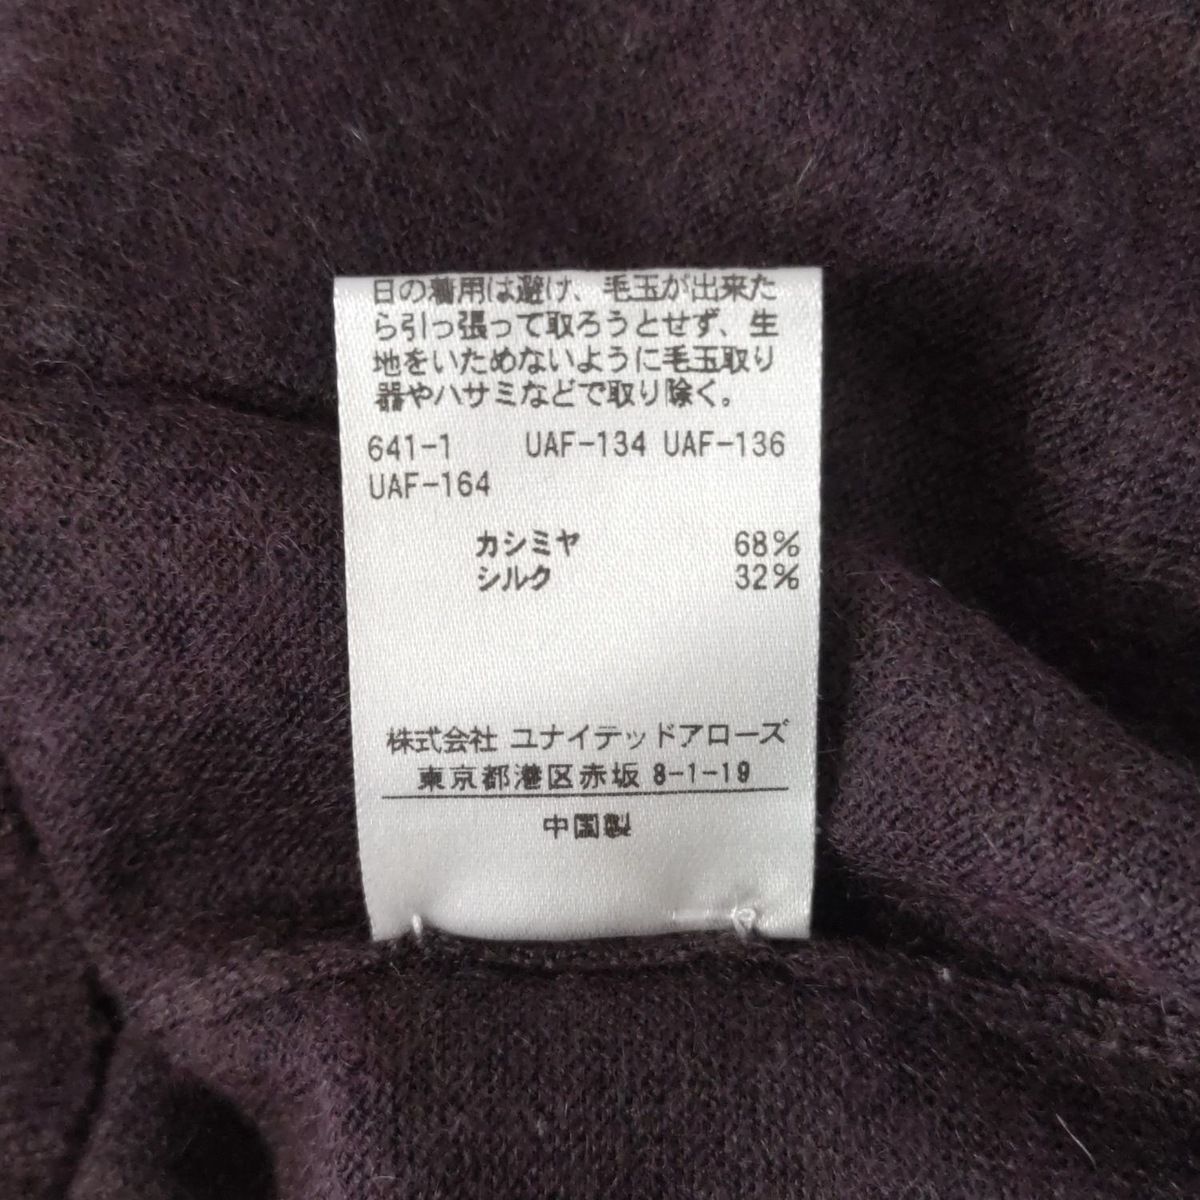 日の着用は避け、毛玉が出来た
ら引っ張って取ろうとせず、生
地をいためないように毛玉取り
器やハサミなどで取り除く。
641-1 UAF-134 UAF-136
UAF-164
カシミヤ 68%
シルク 32%
株式会社 ユナイテッドアローズ
東京都港区赤坂 8-1-19
中国製